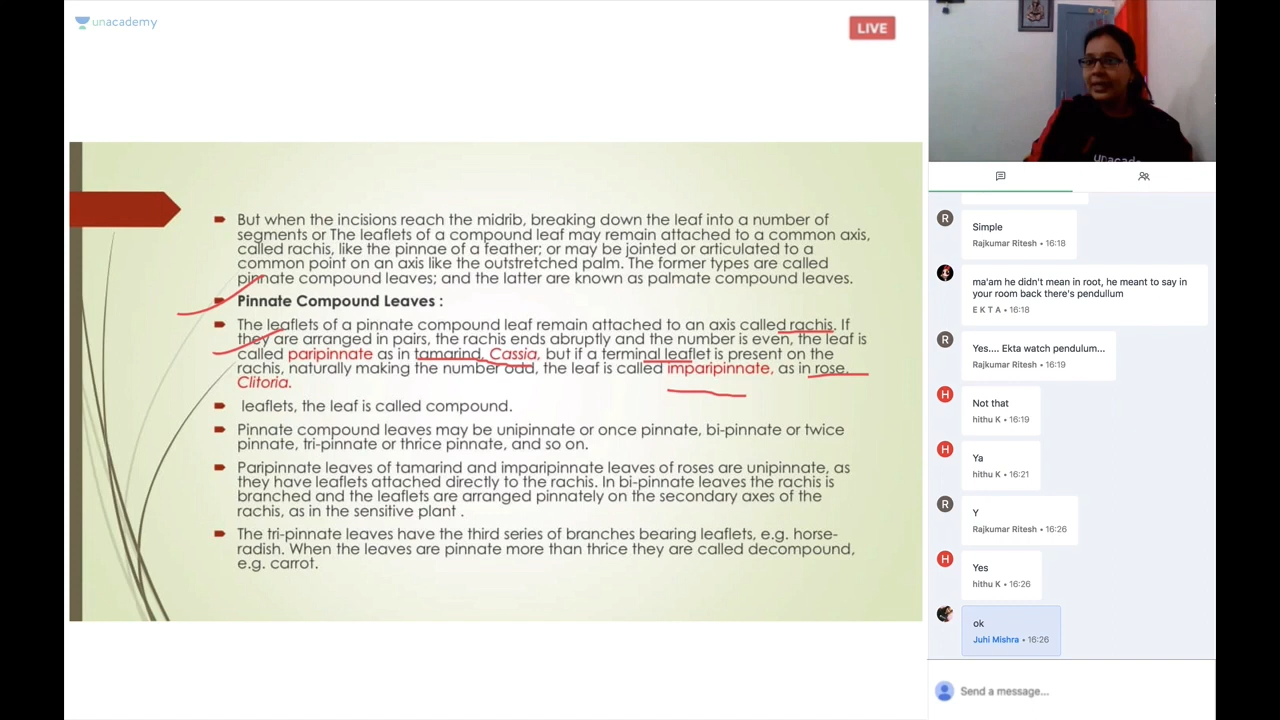 unacademy
LIVE
But when the incisions reach the midrib, breaking down the leaf into a number of
segments or The leaflets of a compound leaf may remain attached to a common axis,
called rachis, like the pinnae of a feather; or may be jointed or articulated to a
common point on an axis like the outstretched palm. The former types are called
pinnate compound leaves; and the latter are known as palmate compound leaves.
Pinnate Compound Leaves :
The leaflets of a pinnate compound leaf remain attached to an axis called rachis. If
they are arranged in pairs, the rachis ends abruptly and the number is even, the leaf is
called paripinnate as in tamarind, Cassia, but if a terminal leaflet is present on the
rachis, naturally making the number odd, the leaf is called imparipinnate, as in rose,
Clitoria.
leaflets, the leaf is called compound.
Pinnate compound leaves may be unipinnate or once pinnate, bi-pinnate or twice
pinnate, tri-pinnate or thrice pinnate, and so on.
Paripinnate leaves of tamarind and imparipinnate leaves of roses are unipinnate, as
they have leaflets attached directly to the rachis. In bi-pinnate leaves the rachis is
branched and the leaflets are arranged pinnately on the secondary axes of the
rachis, as in the sensitive plant .
The tri-pinnate leaves have the third series of branches bearing leaflets, e.g. horse-
radish. When the leaves are pinnate more than thrice they are called decompound,
e.g. carrot.
unacade
R
Simple
Rajkumar Ritesh • 16:18
ma'am he didn't mean in root, he meant to say in
your room back there's pendullum
E K T A • 16:18
R
Yes.... Ekta watch pendulum...
Rajkumar Ritesh • 16:19
H
Not that
hithu K • 16:19
H
Ya
hithu K • 16:21
R
Y
Rajkumar Ritesh • 16:26
H
Yes
hithu K • 16:26
ok
Juhi Mishra • 16:26
Send a message...